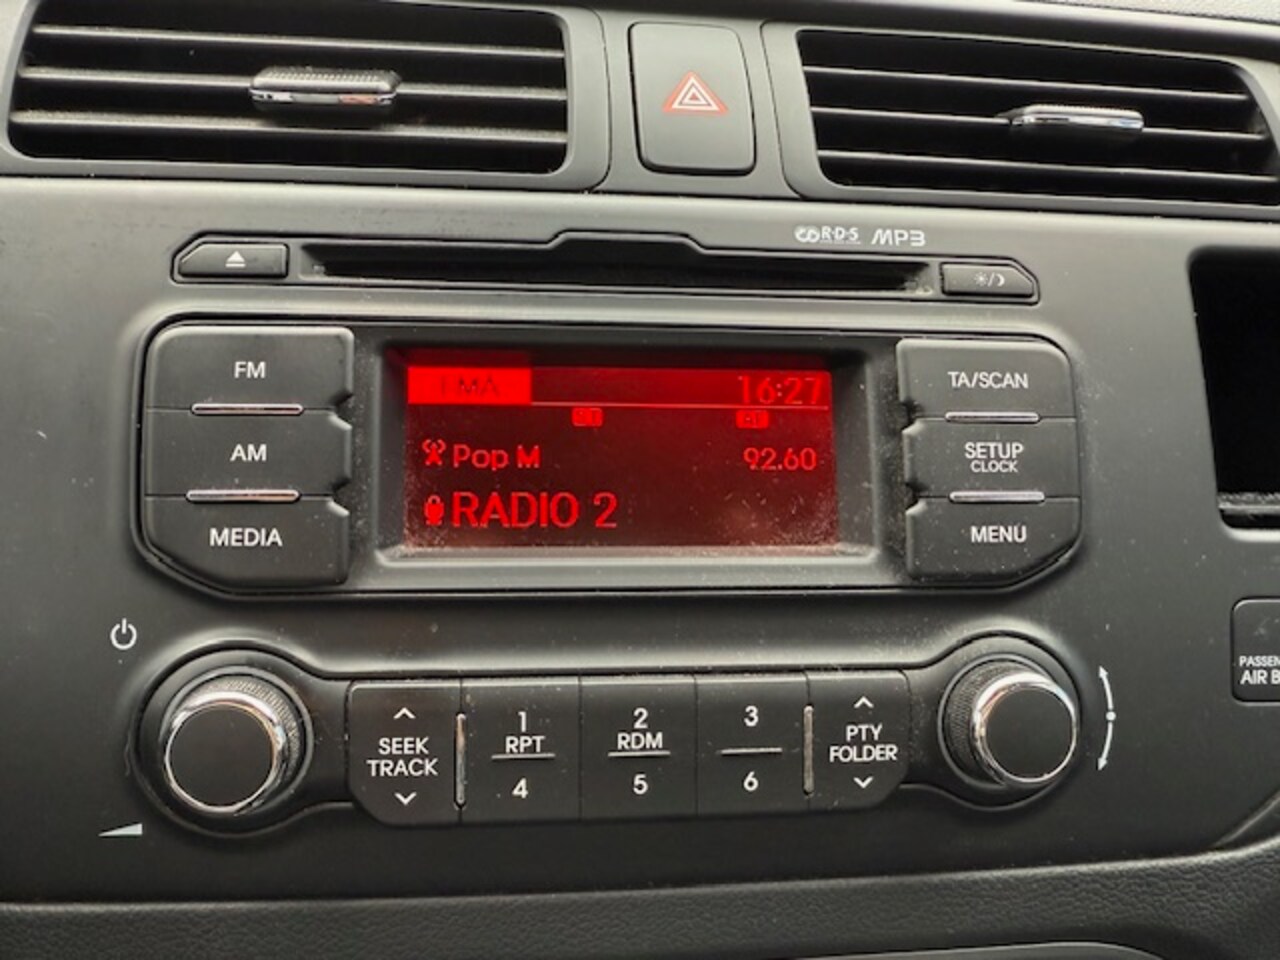 R·D·S MP3
FM
AM
MEDIA
FMA 16:27
Pop M 92.60
RADIO 2
TA/SCAN
SETUP
CLOCK
MENU
SEEK
TRACK
1
RPT
4
2
RDM
5
3
6
PTY
FOLDER
AIR B